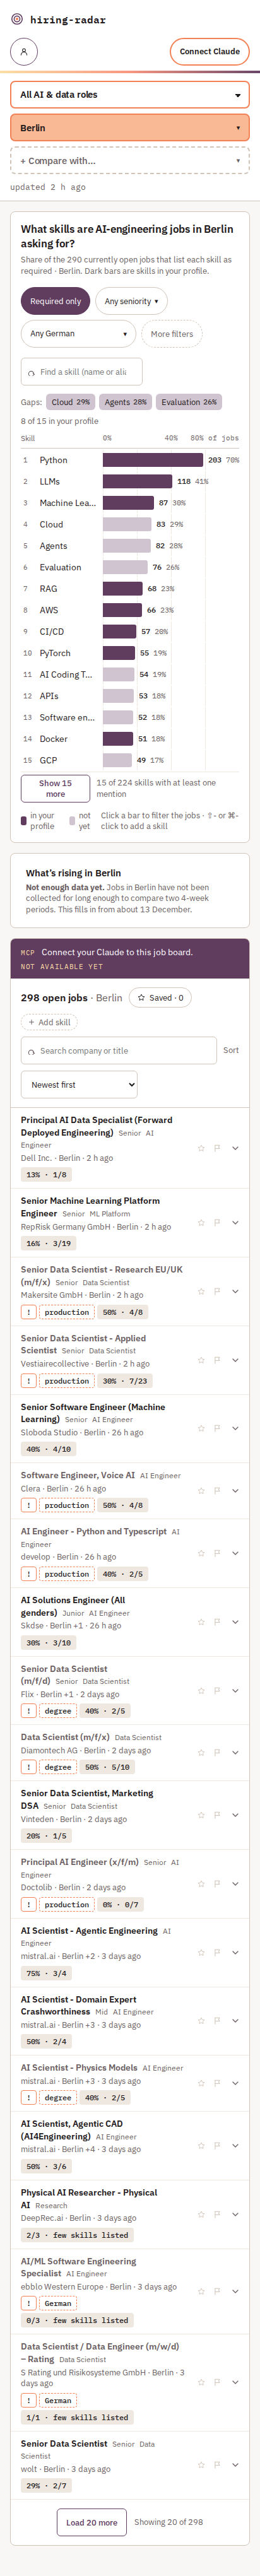 hiring-radar
Connect Claude
All AI & data roles
Berlin
+ Compare with...
updated 2 h ago
What skills are AI-engineering jobs in Berlin
asking for?
Share of the 290 currently open jobs that list each skill as
required · Berlin. Dark bars are skills in your profile.
Required only
Any seniority
Any German
More filters
Find a skill (name or ali
Gaps: Cloud 29% Agents 28% Evaluation 26%
8 of 15 in your profile
Skill 0% 40% 80% of jobs
1 Python 203 70%
2 LLMs 118 41%
3 Machine Lea... 87 30%
4 Cloud 83 29%
5 Agents 82 28%
6 Evaluation 76 26%
7 RAG 68 23%
8 AWS 66 23%
9 CI/CD 57 20%
10 PyTorch 55 19%
11 AI Coding T... 54 19%
12 APIs 53 18%
13 Software en... 52 18%
14 Docker 51 18%
15 GCP 49 17%
Show 15
more
15 of 224 skills with at least one
mention
in your
profile
not
yet
Click a bar to filter the jobs · ⇧- or ⌘-
click to add a skill
What's rising in Berlin
Not enough data yet. Jobs in Berlin have not been
collected for long enough to compare two 4-week
periods. This fills in from about 13 December.
MCP Connect your Claude to this job board.
NOT AVAILABLE YET
298 open jobs · Berlin
Saved · 0
+ Add skill
Search company or title
Sort
Newest first
Principal AI Data Specialist (Forward
Deployed Engineering) Senior AI
Engineer
Dell Inc. · Berlin · 2 h ago
13% · 1/8
Senior Machine Learning Platform
Engineer Senior ML Platform
RepRisk Germany GmbH · Berlin · 2 h ago
16% · 3/19
Senior Data Scientist - Research EU/UK
(m/f/x) Senior Data Scientist
Makersite GmbH · Berlin · 2 h ago
! production 50% · 4/8
Senior Data Scientist - Applied
Scientist Senior Data Scientist
Vestiairecollective · Berlin · 2 h ago
! production 30% · 7/23
Senior Software Engineer (Machine
Learning) Senior AI Engineer
Sloboda Studio · Berlin · 26 h ago
40% · 4/10
Software Engineer, Voice AI AI Engineer
Clera · Berlin · 26 h ago
! production 50% · 4/8
AI Engineer - Python and Typescript AI
Engineer
develop · Berlin · 26 h ago
! production 40% · 2/5
AI Solutions Engineer (All
genders) Junior AI Engineer
Skdse · Berlin +1 · 26 h ago
30% · 3/10
Senior Data Scientist
(m/f/d) Senior Data Scientist
Flix · Berlin +1 · 2 days ago
! degree 40% · 2/5
Data Scientist (m/f/x) Data Scientist
Diamontech AG · Berlin · 2 days ago
! degree 50% · 5/10
Senior Data Scientist, Marketing
DSA Senior Data Scientist
Vinteden · Berlin · 2 days ago
20% · 1/5
Principal AI Engineer (x/f/m) Senior AI
Engineer
Doctolib · Berlin · 2 days ago
! production 0% · 0/7
AI Scientist - Agentic Engineering AI
Engineer
mistral.ai · Berlin +2 · 3 days ago
75% · 3/4
AI Scientist - Domain Expert
Crashworthiness Mid AI Engineer
mistral.ai · Berlin +3 · 3 days ago
50% · 2/4
AI Scientist - Physics Models AI Engineer
mistral.ai · Berlin +3 · 3 days ago
! degree 40% · 2/5
AI Scientist, Agentic CAD
(AI4Engineering) AI Engineer
mistral.ai · Berlin +4 · 3 days ago
50% · 3/6
Physical AI Researcher - Physical
AI Research
DeepRec.ai · Berlin · 3 days ago
2/3 · few skills listed
AI/ML Software Engineering
Specialist AI Engineer
ebblo Western Europe · Berlin · 3 days ago
! German
0/3 · few skills listed
Data Scientist / Data Engineer (m/w/d)
– Rating Data Scientist
S Rating und Risikosysteme GmbH · Berlin · 3
days ago
! German
1/1 · few skills listed
Senior Data Scientist Senior Data
Scientist
wolt · Berlin · 3 days ago
29% · 2/7
Load 20 more
Showing 20 of 298